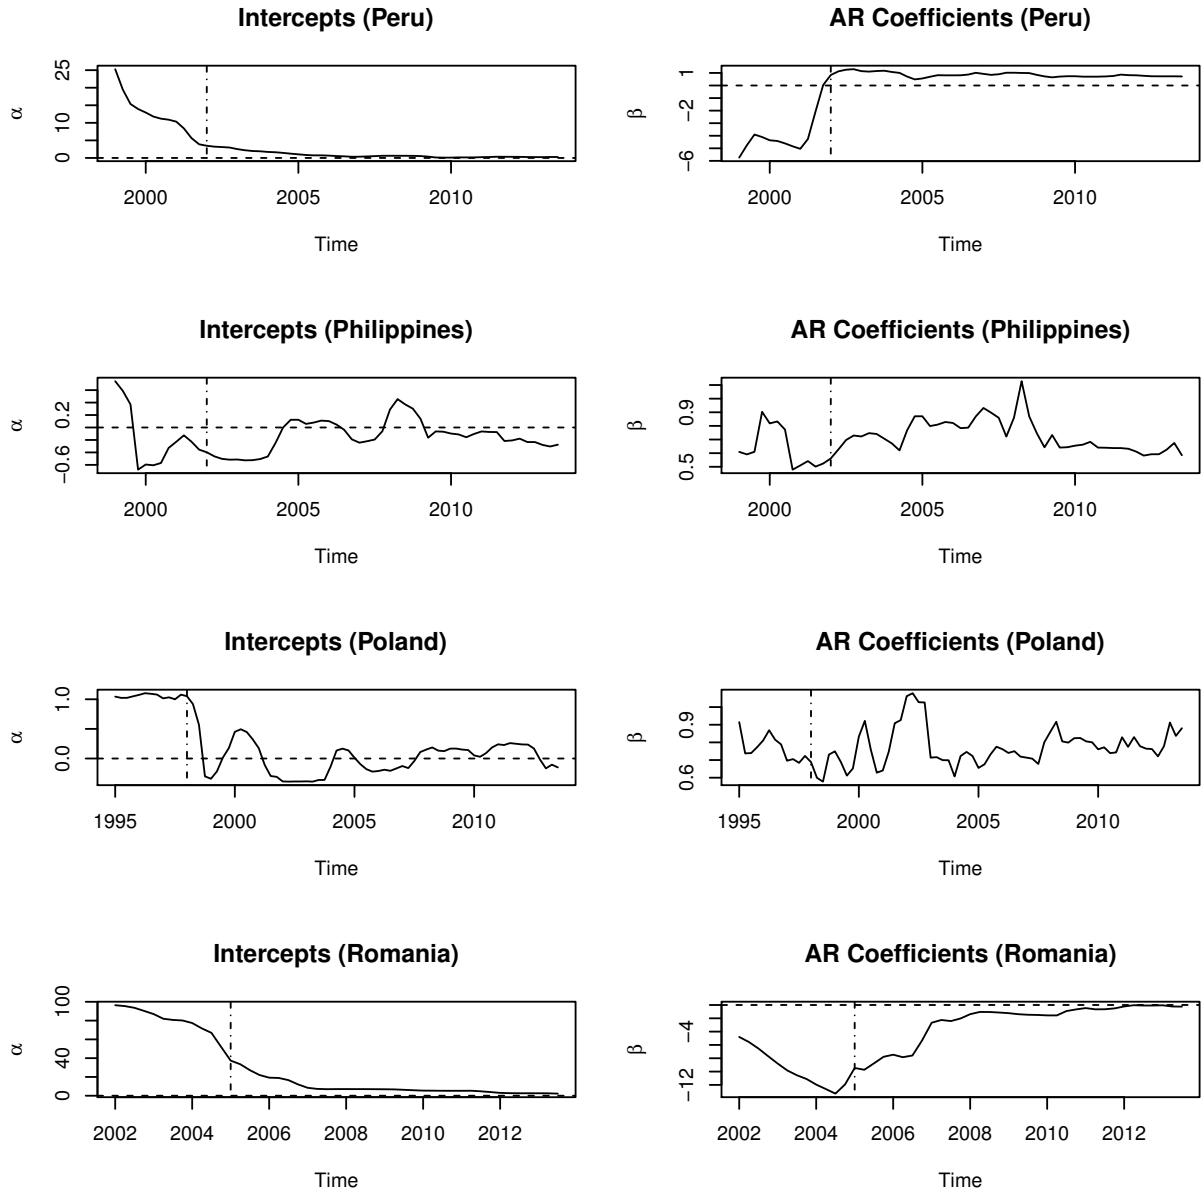 Intercepts (Peru)
α
25
10
0
2000 2005 2010
Time
AR Coefficients (Peru)
β
1
−2
−6
2000 2005 2010
Time
Intercepts (Philippines)
α
0.2
−0.6
2000 2005 2010
Time
AR Coefficients (Philippines)
β
0.9
0.5
2000 2005 2010
Time
Intercepts (Poland)
α
1.0
0.0
1995 2000 2005 2010
Time
AR Coefficients (Poland)
β
0.9
0.6
1995 2000 2005 2010
Time
Intercepts (Romania)
α
100
40
0
2002 2004 2006 2008 2010 2012
Time
AR Coefficients (Romania)
β
−4
−12
2002 2004 2006 2008 2010 2012
Time